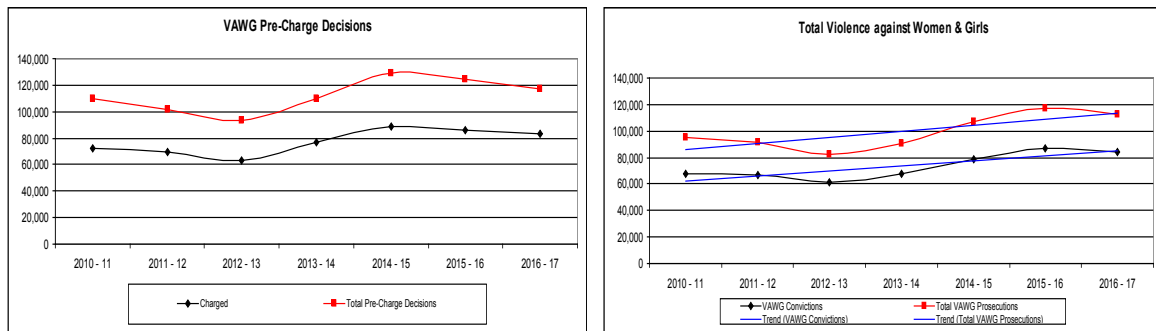 VAWG Pre-Charge Decisions
140,000
120,000
100,000
80,000
60,000
40,000
20,000
0
2010 - 11 2011 - 12 2012 - 13 2013 - 14 2014 - 15 2015 - 16 2016 - 17
Charged Total Pre-Charge Decisions
Total Violence against Women & Girls
140,000
120,000
100,000
80,000
60,000
40,000
20,000
0
2010 - 11 2011 - 12 2012 - 13 2013 - 14 2014 - 15 2015 - 16 2016 - 17
VAWG Convictions Total VAWG Prosecutions
Trend (VAWG Convictions) Trend (Total VAWG Prosecutions)